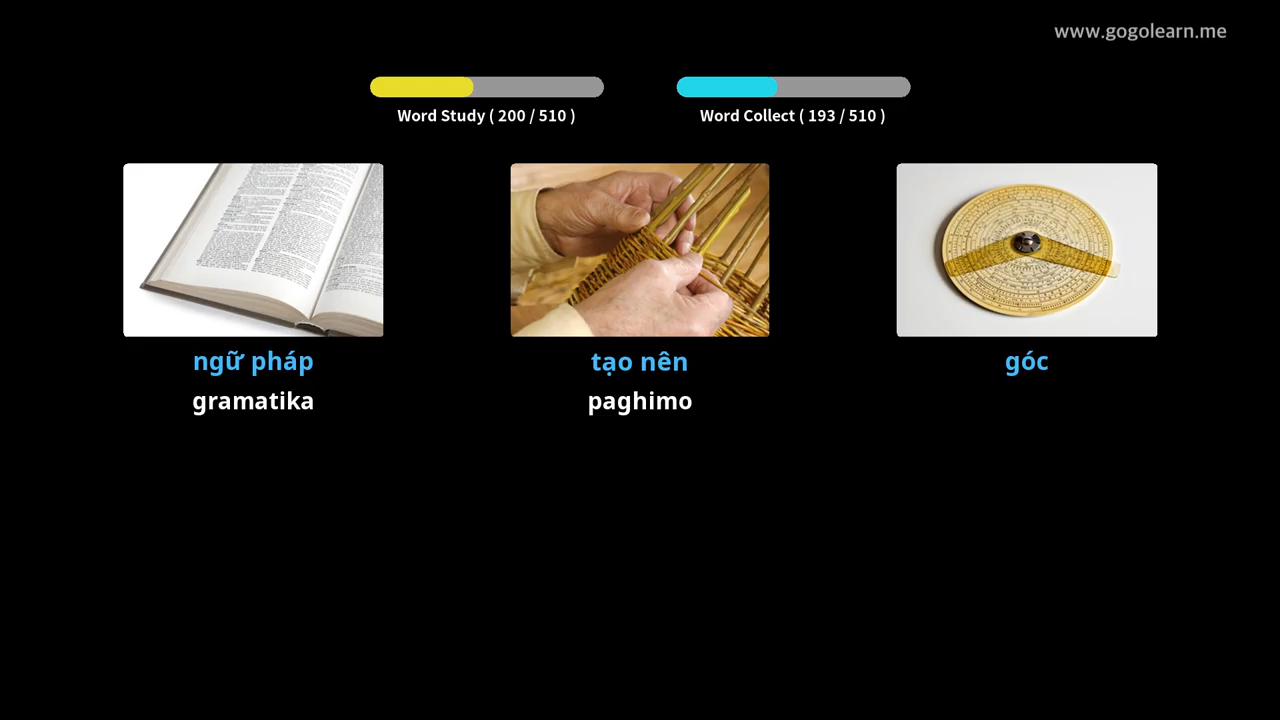 www.gogolearn.me
Word Study ( 200 / 510 )
Word Collect ( 193 / 510 )
ngữ pháp
gramatika
tạo nên
paghimo
góc